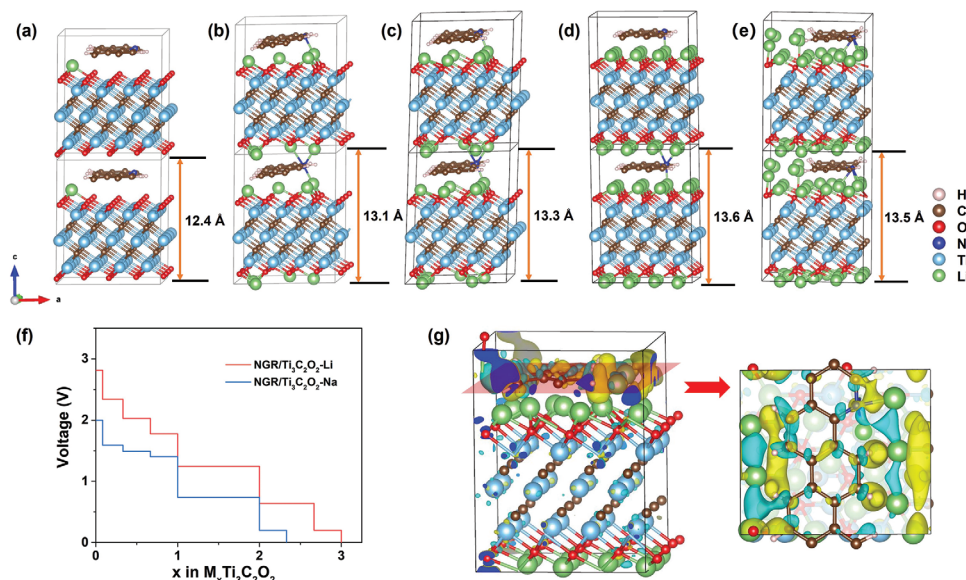 (a)
(b)
(c)
(d)
(e)
12.4 Å
13.1 Å
13.3 Å
13.6 Å
13.5 Å
H
C
O
N
T
L
c
a
(f)
3
2
1
0
Voltage (V)
NGR/Ti₃C₂O₂-Li
NGR/Ti₃C₂O₂-Na
0
1
2
3
x in MₓTi₃C₂O₂
(g)